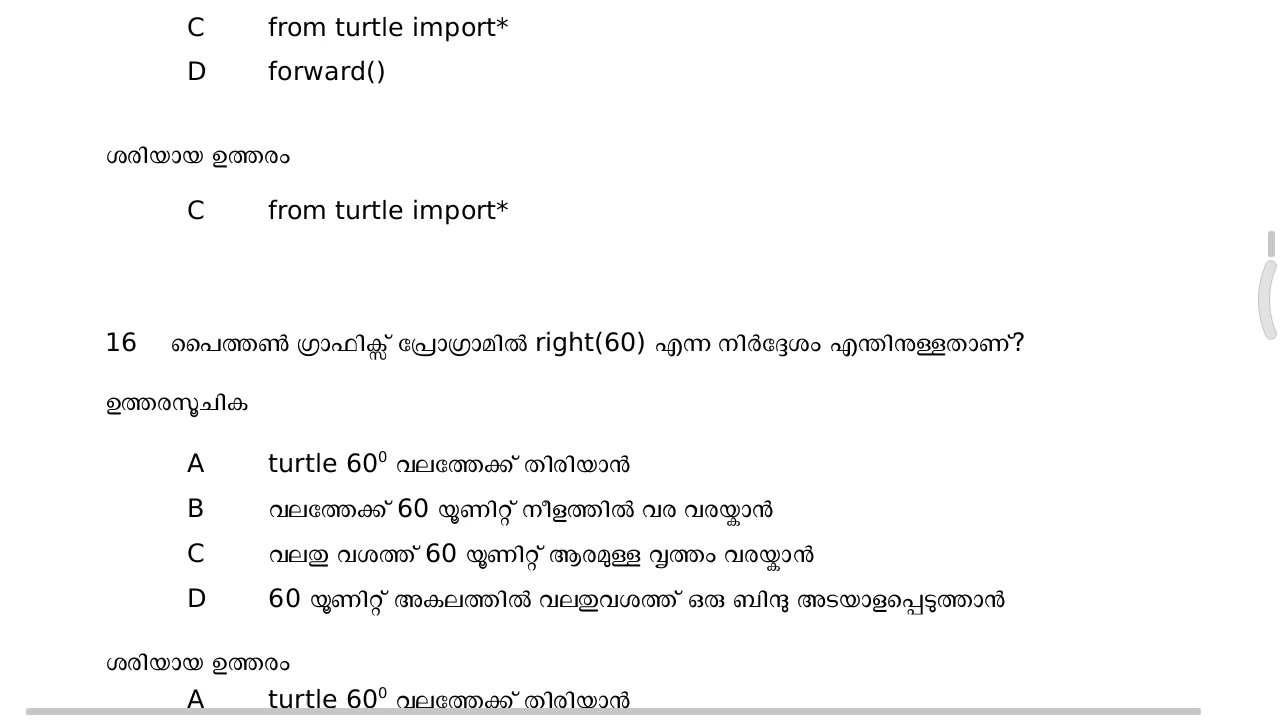 C from turtle import*
D forward()
ശരിയായ ഉത്തരം
C from turtle import*
16 പൈത്തൺ ഗ്രാഫിക്സ് പ്രോഗ്രാമിൽ right(60) എന്ന നിർദ്ദേശം എന്തിനുള്ളതാണ്?
ഉത്തരസൂചിക
A turtle 60⁰ വലത്തേക്ക് തിരിയാൻ
B വലത്തേക്ക് 60 യൂണിറ്റ് നീളത്തിൽ വര വരയ്ക്കാൻ
C വലതു വശത്ത് 60 യൂണിറ്റ് ആരമുള്ള വൃത്തം വരയ്ക്കാൻ
D 60 യൂണിറ്റ് അകലത്തിൽ വലതുവശത്ത് ഒരു ബിന്ദു അടയാളപ്പെടുത്താൻ
ശരിയായ ഉത്തരം
A turtle 60⁰ വലത്തേക്ക് തിരിയാൻ